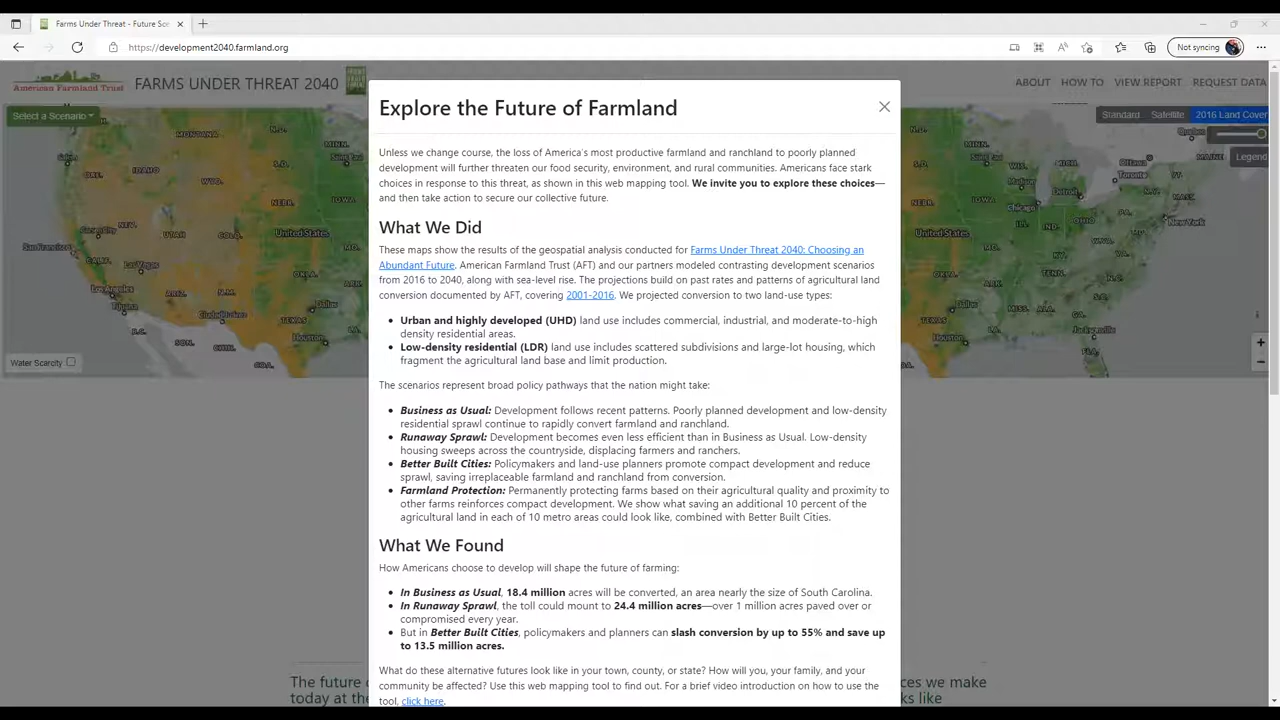 Farms Under Threat - Future Sce
https://development2040.farmland.org
Not syncing
American Farmland Trust
FARMS UNDER THREAT 2040
ABOUT HOW TO VIEW REPORT REQUEST DATA
Select a Scenario
Standard Satellite 2016 Land Cover
Legend
Water Scarcity
Explore the Future of Farmland
Unless we change course, the loss of America's most productive farmland and ranchland to poorly planned
development will further threaten our food security, environment, and rural communities. Americans face stark
choices in response to this threat, as shown in this web mapping tool. We invite you to explore these choices—
and then take action to secure our collective future.
What We Did
These maps show the results of the geospatial analysis conducted for Farms Under Threat 2040: Choosing an
Abundant Future. American Farmland Trust (AFT) and our partners modeled contrasting development scenarios
from 2016 to 2040, along with sea-level rise. The projections build on past rates and patterns of agricultural land
conversion documented by AFT, covering 2001-2016. We projected conversion to two land-use types:
• Urban and highly developed (UHD) land use includes commercial, industrial, and moderate-to-high
density residential areas.
• Low-density residential (LDR) land use includes scattered subdivisions and large-lot housing, which
fragment the agricultural land base and limit production.
The scenarios represent broad policy pathways that the nation might take:
• Business as Usual: Development follows recent patterns. Poorly planned development and low-density
residential sprawl continue to rapidly convert farmland and ranchland.
• Runaway Sprawl: Development becomes even less efficient than in Business as Usual. Low-density
housing sweeps across the countryside, displacing farmers and ranchers.
• Better Built Cities: Policymakers and land-use planners promote compact development and reduce
sprawl, saving irreplaceable farmland and ranchland from conversion.
• Farmland Protection: Permanently protecting farms based on their agricultural quality and proximity to
other farms reinforces compact development. We show what saving an additional 10 percent of the
agricultural land in each of 10 metro areas could look like, combined with Better Built Cities.
What We Found
How Americans choose to develop will shape the future of farming:
• In Business as Usual, 18.4 million acres will be converted, an area nearly the size of South Carolina.
• In Runaway Sprawl, the toll could mount to 24.4 million acres—over 1 million acres paved over or
compromised every year.
• But in Better Built Cities, policymakers and planners can slash conversion by up to 55% and save up
to 13.5 million acres.
What do these alternative futures look like in your town, county, or state? How will you, your family, and your
community be affected? Use this web mapping tool to find out. For a brief video introduction on how to use the
tool, click here.
The future o
today at the
ces we make
ks like